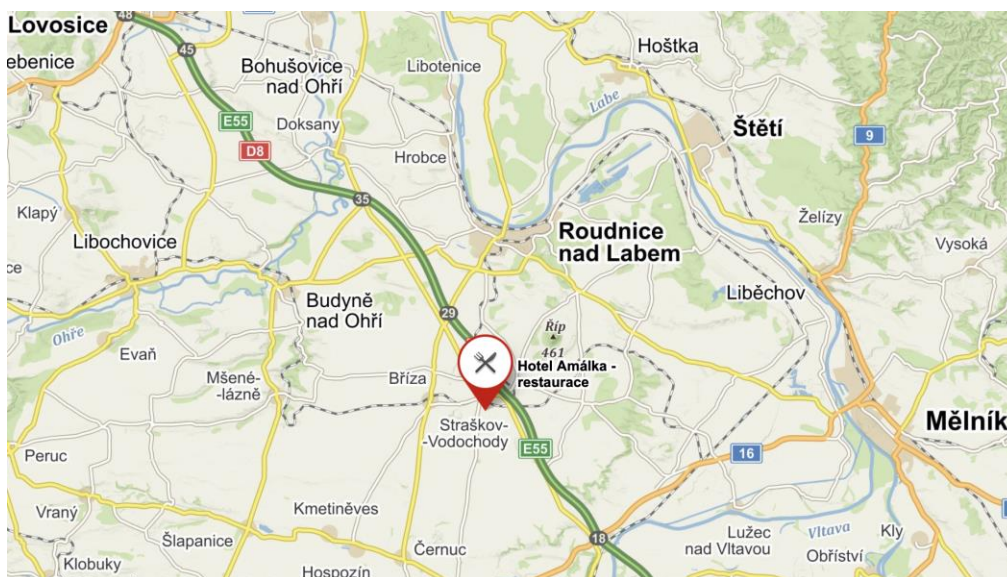 48
Lovosice
ebenice
45
Bohušovice
nad Ohří
Libotenice
Hoštka
Labe
E55
D8
Doksany
Hrobce
Štětí
9
Klapý
35
Libochovice
ce
Roudnice
nad Labem
Želízy
Vysoká
Liběchov
Budyně
nad Ohří
29
Ohře
Evaň
Říp
461
Hotel Amálka -
restaurace
Bříza
Mšené-
-lázně
Straškov-
-Vodochody
E55
Mělník
16
Peruc
Vraný
Kmetiněves
Šlapanice
Černuc
18
Lužec
nad Vltavou
Vltava
Kly
Obříství
Klobuky
Hospozín